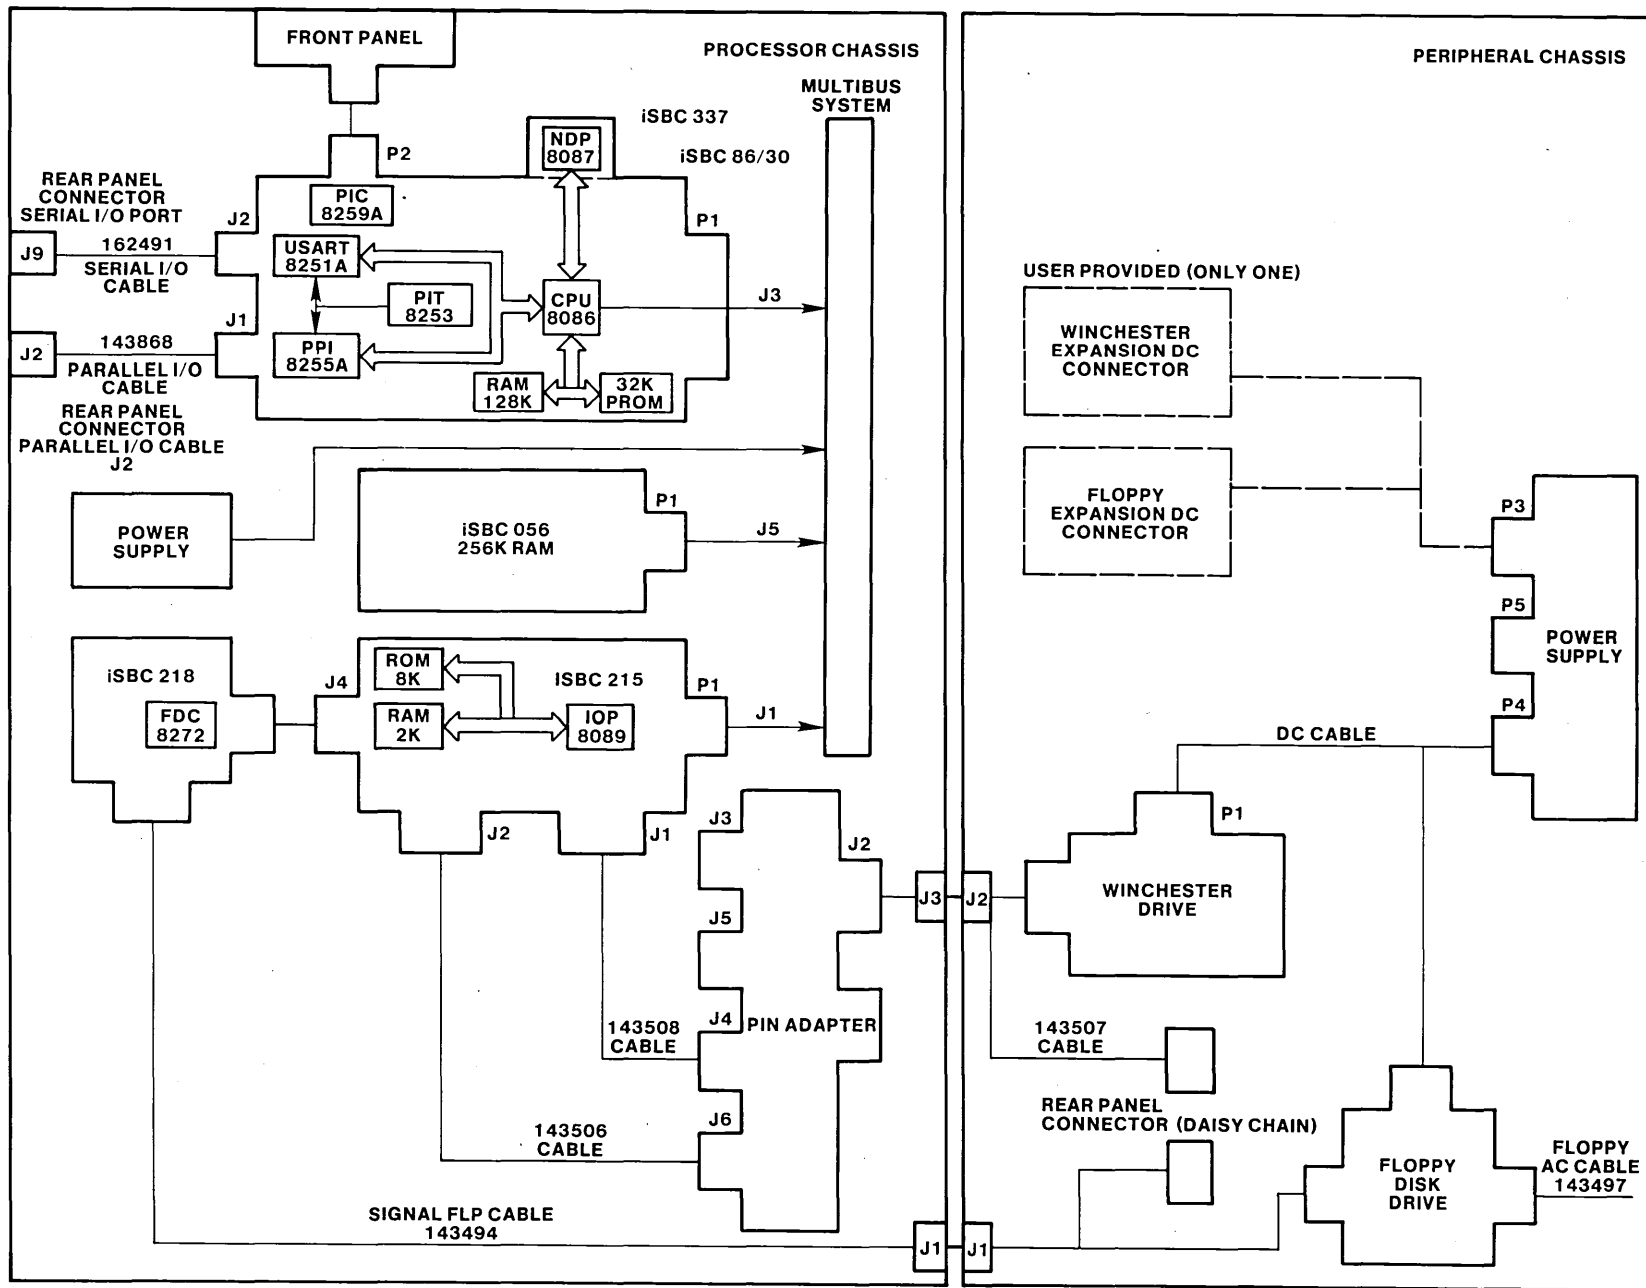 FRONT PANEL
PROCESSOR CHASSIS
MULTIBUS
SYSTEM
iSBC 337
NDP
8087
iSBC 86/30
P2
REAR PANEL
CONNECTOR
SERIAL I/O PORT
J2
PIC
8259A
P1
J9
162491
SERIAL I/O
CABLE
USART
8251A
PIT
8253
CPU
8086
J3
J1
J2
143868
PARALLEL I/O
CABLE
PPI
8255A
RAM
128K
32K
PROM
REAR PANEL
CONNECTOR
PARALLEL I/O CABLE
J2
POWER
SUPPLY
P1
iSBC 056
256K RAM
J5
iSBC 218
FDC
8272
J4
ROM
8K
ISBC 215
RAM
2K
IOP
8089
P1
J1
J2
J1
J3
J2
J5
J4
PIN ADAPTER
J6
143508
CABLE
143506
CABLE
SIGNAL FLP CABLE
143494
J3
J1
PERIPHERAL CHASSIS
USER PROVIDED (ONLY ONE)
WINCHESTER
EXPANSION DC
CONNECTOR
FLOPPY
EXPANSION DC
CONNECTOR
P3
P5
POWER
SUPPLY
P4
DC CABLE
P1
J2
WINCHESTER
DRIVE
143507
CABLE
REAR PANEL
CONNECTOR (DAISY CHAIN)
J1
FLOPPY
DISK
DRIVE
FLOPPY
AC CABLE
143497